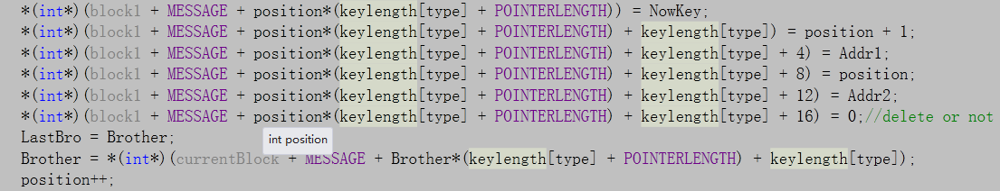 *(int*)(block1 + MESSAGE + position*(keylength[type] + POINTERLENGTH)) = NowKey;
*(int*)(block1 + MESSAGE + position*(keylength[type] + POINTERLENGTH) + keylength[type]) = position + 1;
*(int*)(block1 + MESSAGE + position*(keylength[type] + POINTERLENGTH) + keylength[type] + 4) = Addr1;
*(int*)(block1 + MESSAGE + position*(keylength[type] + POINTERLENGTH) + keylength[type] + 8) = position;
*(int*)(block1 + MESSAGE + position*(keylength[type] + POINTERLENGTH) + keylength[type] + 12) = Addr2;
*(int*)(block1 + MESSAGE + position*(keylength[type] + POINTERLENGTH) + keylength[type] + 16) = 0;//delete or not
LastBro = Brother;
int position
Brother = *(int*)(currentBlock + MESSAGE + Brother*(keylength[type] + POINTERLENGTH) + keylength[type]);
position++;